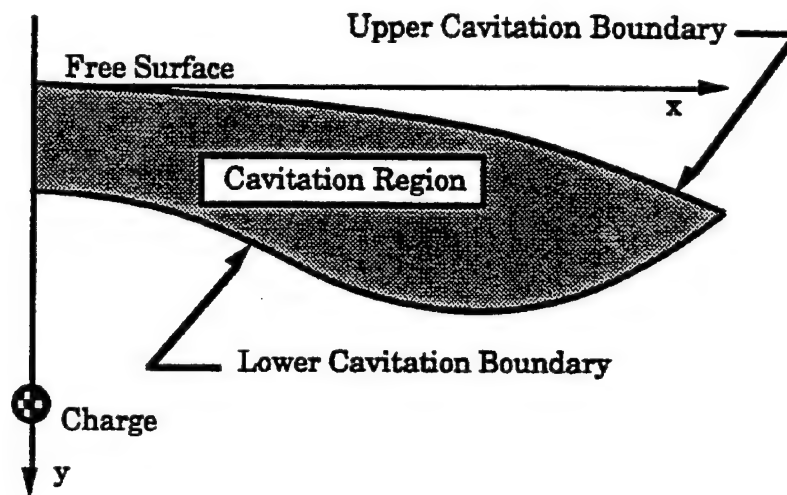 Upper Cavitation Boundary
Free Surface
x
Cavitation Region
Lower Cavitation Boundary
Charge
y